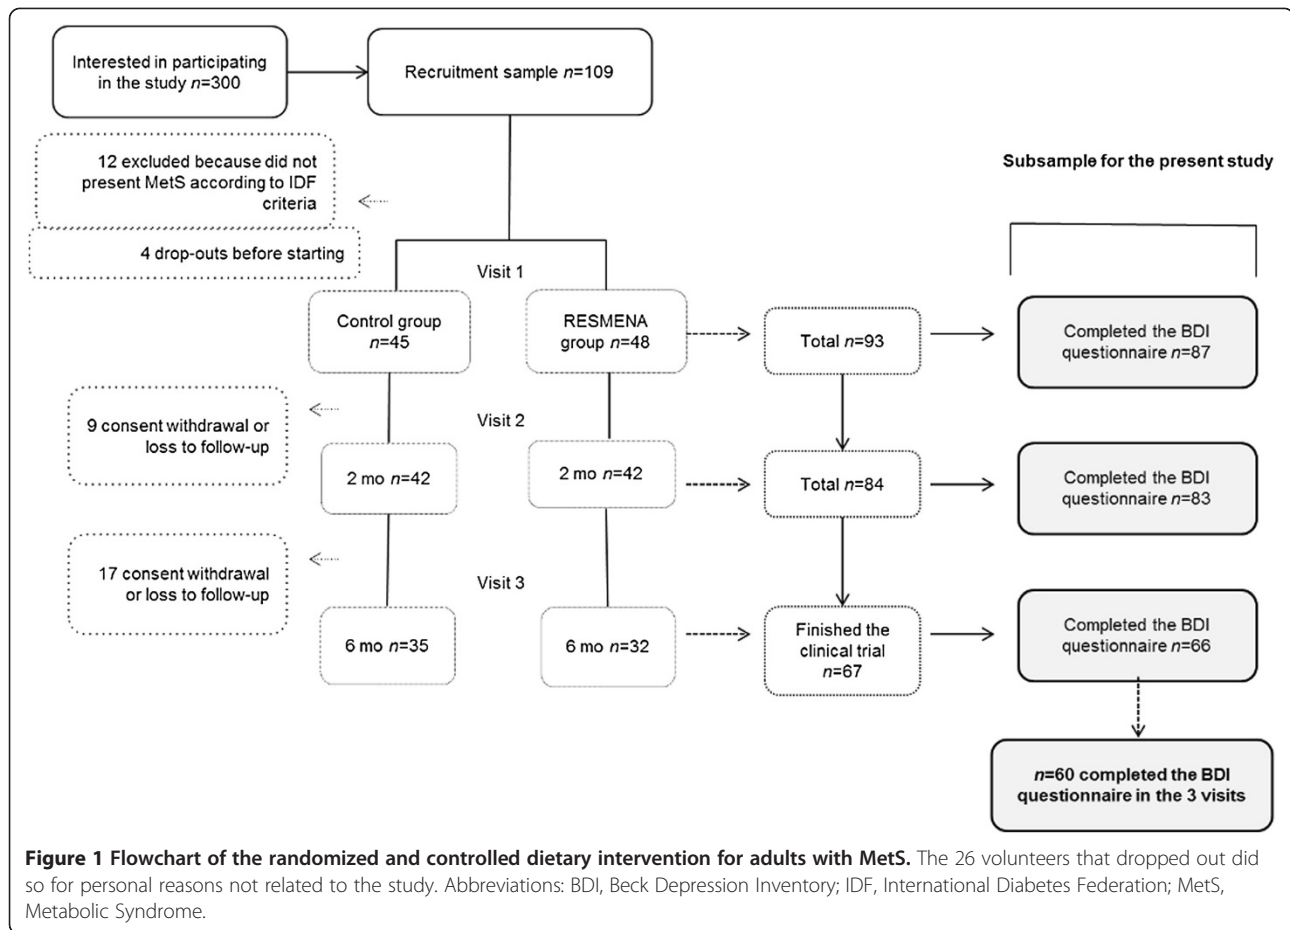 Interested in participating
in the study n=300
Recruitment sample n=109
12 excluded because did not
present MetS according to IDF
criteria
4 drop-outs before starting
Subsample for the present study
Visit 1
Control group
n=45
RESMENA
group n=48
Total n=93
Completed the BDI
questionnaire n=87
9 consent withdrawal or
loss to follow-up
Visit 2
2 mo n=42
2 mo n=42
Total n=84
Completed the BDI
questionnaire n=83
17 consent withdrawal
or loss to follow-up
Visit 3
6 mo n=35
6 mo n=32
Finished the
clinical trial
n=67
Completed the BDI
questionnaire n=66
n=60 completed the BDI
questionnaire in the 3 visits
Figure 1 Flowchart of the randomized and controlled dietary intervention for adults with MetS. The 26 volunteers that dropped out did
so for personal reasons not related to the study. Abbreviations: BDI, Beck Depression Inventory; IDF, International Diabetes Federation; MetS,
Metabolic Syndrome.